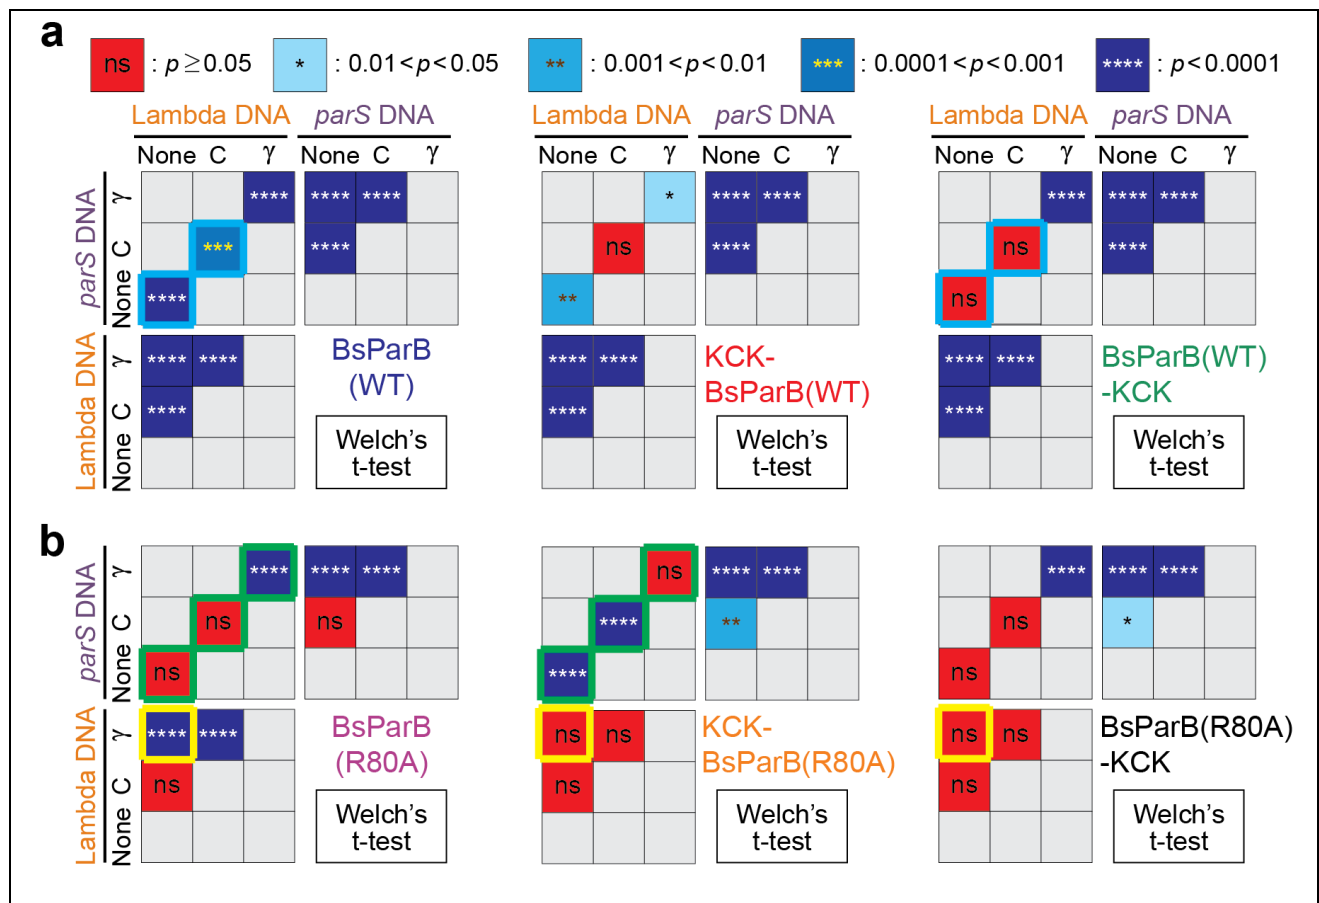 a
ns : p ≥ 0.05 * : 0.01 < p < 0.05 ** : 0.001 < p < 0.01 *** : 0.0001 < p < 0.001 **** : p < 0.0001
Lambda DNA parS DNA Lambda DNA parS DNA Lambda DNA parS DNA
None C γ None C γ None C γ None C γ None C γ None C γ
parS DNA
γ **** **** **** * **** **** **** **** ****
C *** **** ns **** ns ****
None **** ** ns
Lambda DNA
γ **** **** **** **** **** ****
C **** **** ****
None
BsParB
(WT)
Welch's
t-test
KCK-
BsParB(WT)
Welch's
t-test
BsParB(WT)
-KCK
Welch's
t-test
b
parS DNA
γ **** **** **** ns **** **** **** **** ****
C ns ns **** ** ns *
None ns **** ns
Lambda DNA
γ **** **** ns ns ns ns
C ns ns ns
None
BsParB
(R80A)
Welch's
t-test
KCK-
BsParB(R80A)
Welch's
t-test
BsParB(R80A)
-KCK
Welch's
t-test